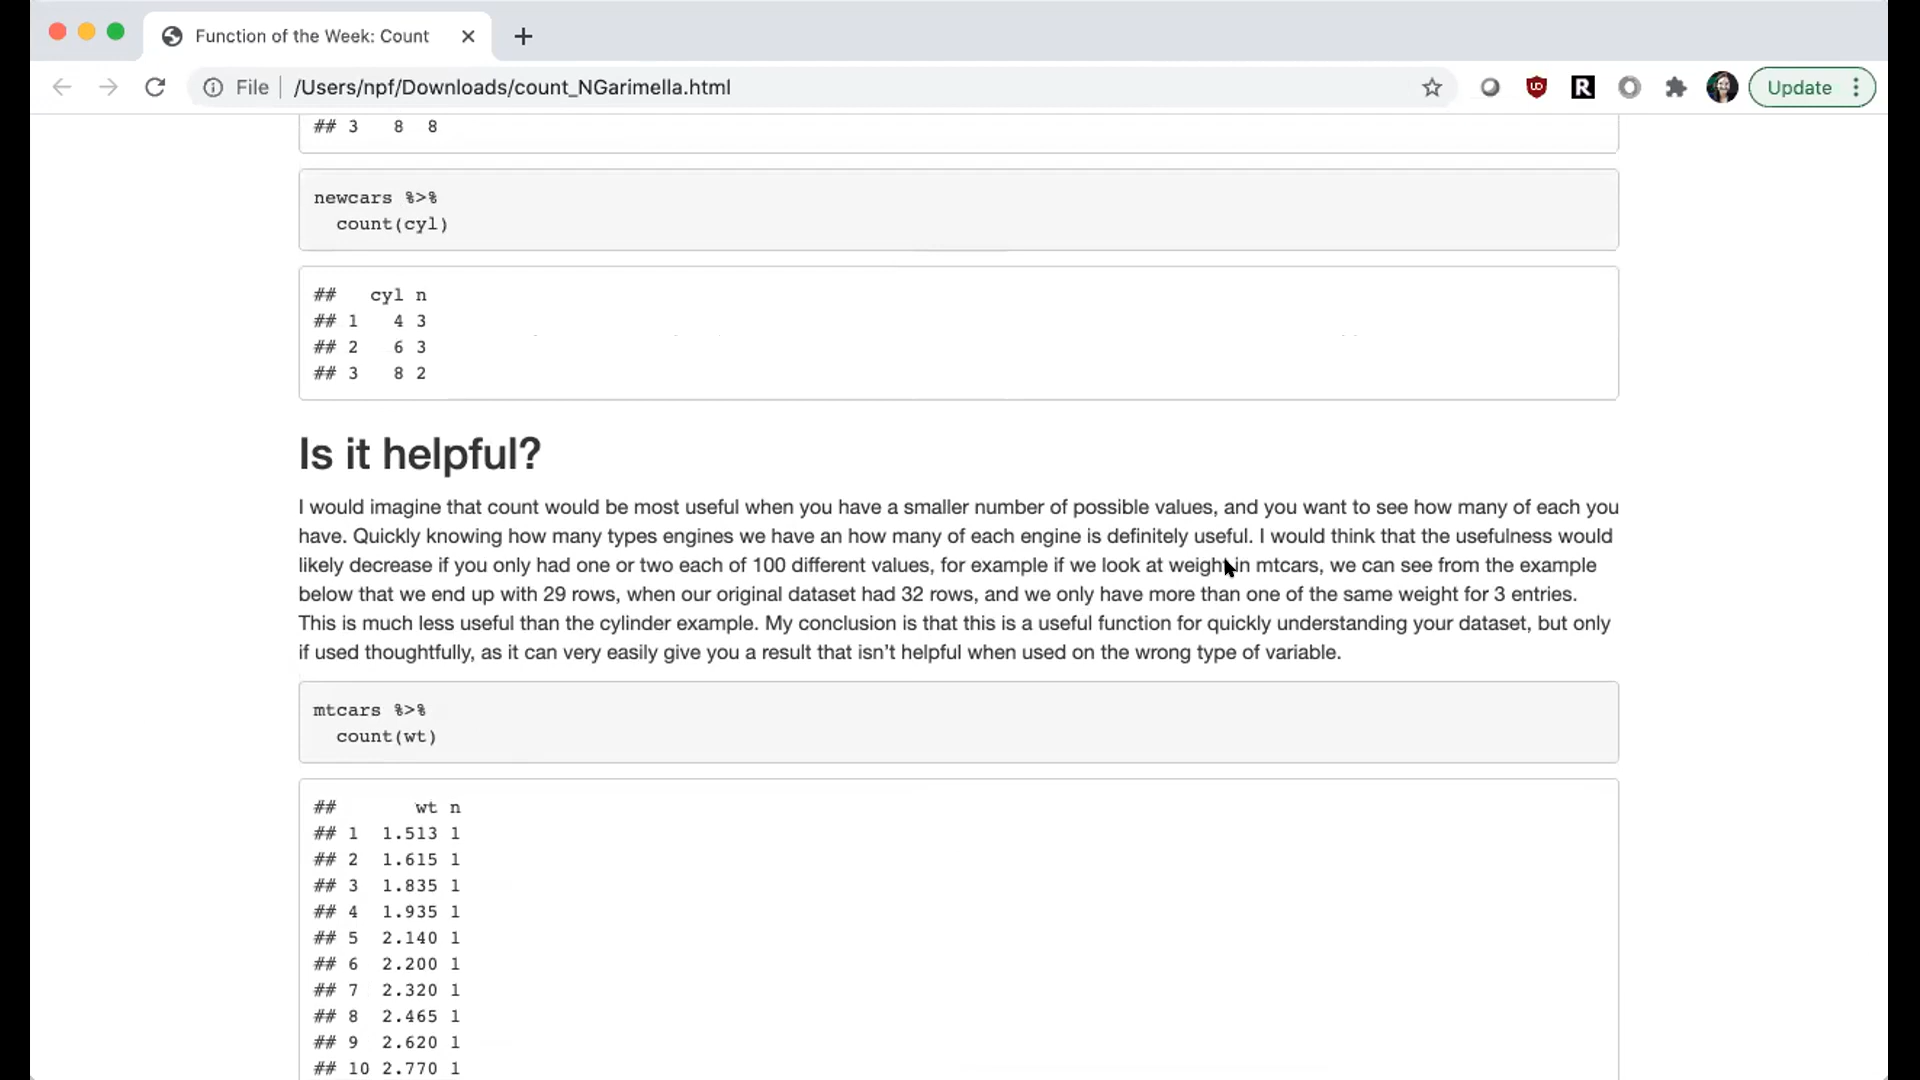 Function of the Week: Count
File /Users/npf/Downloads/count_NGarimella.html
Update
## 3   8  8
newcars %>%
  count(cyl)
##   cyl n
## 1   4 3
## 2   6 3
## 3   8 2
Is it helpful?
I would imagine that count would be most useful when you have a smaller number of possible values, and you want to see how many of each you
have. Quickly knowing how many types engines we have an how many of each engine is definitely useful. I would think that the usefulness would
likely decrease if you only had one or two each of 100 different values, for example if we look at weight in mtcars, we can see from the example
below that we end up with 29 rows, when our original dataset had 32 rows, and we only have more than one of the same weight for 3 entries.
This is much less useful than the cylinder example. My conclusion is that this is a useful function for quickly understanding your dataset, but only
if used thoughtfully, as it can very easily give you a result that isn't helpful when used on the wrong type of variable.
mtcars %>%
  count(wt)
##       wt n
## 1  1.513 1
## 2  1.615 1
## 3  1.835 1
## 4  1.935 1
## 5  2.140 1
## 6  2.200 1
## 7  2.320 1
## 8  2.465 1
## 9  2.620 1
## 10 2.770 1